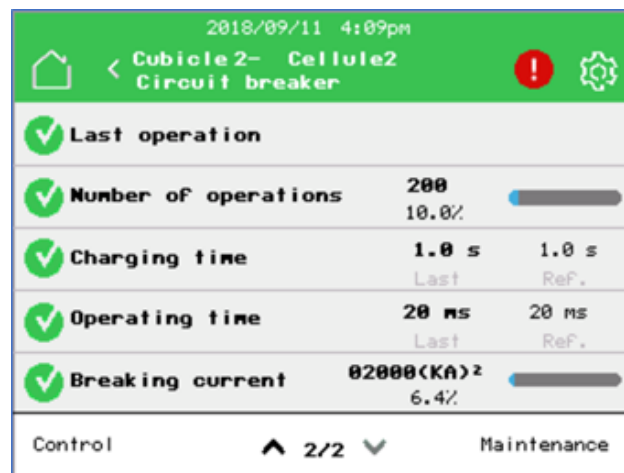 2018/09/11 4:09pm
< Cubicle 2- Cellule2
Circuit breaker
!
Last operation
Number of operations 200
10.0%
Charging time 1.0 s 1.0 s
Last Ref.
Operating time 20 ms 20 ms
Last Ref.
Breaking current 02000(KA)²
6.4%
Control 2/2 Maintenance